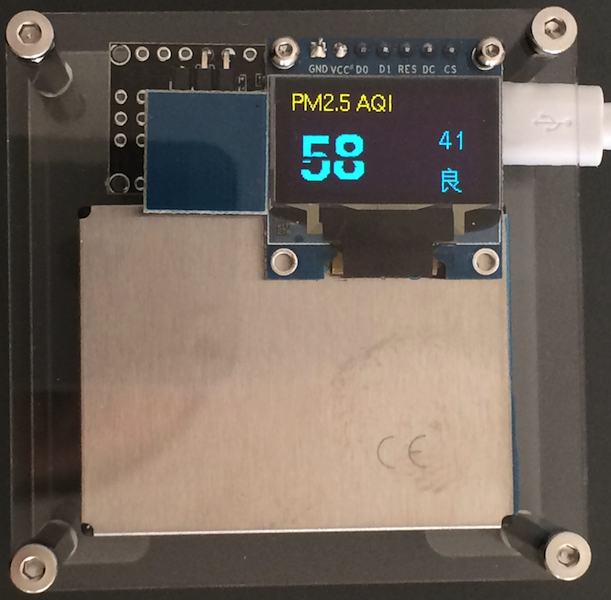 GND VCC D0 D1 RES DC CS
PM2.5 AQI
58
41
良
CE